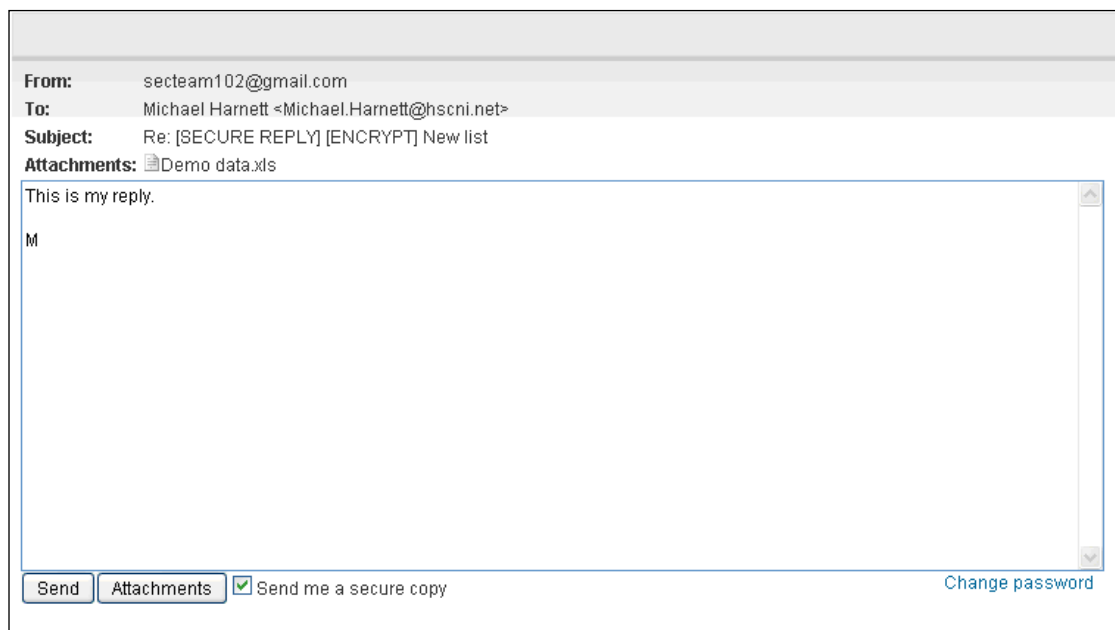 From: secteam102@gmail.com
To: Michael Harnett <Michael.Harnett@hscni.net>
Subject: Re: [SECURE REPLY] [ENCRYPT] New list
Attachments: Demo data.xls
This is my reply.
M
Send Attachments Send me a secure copy Change password